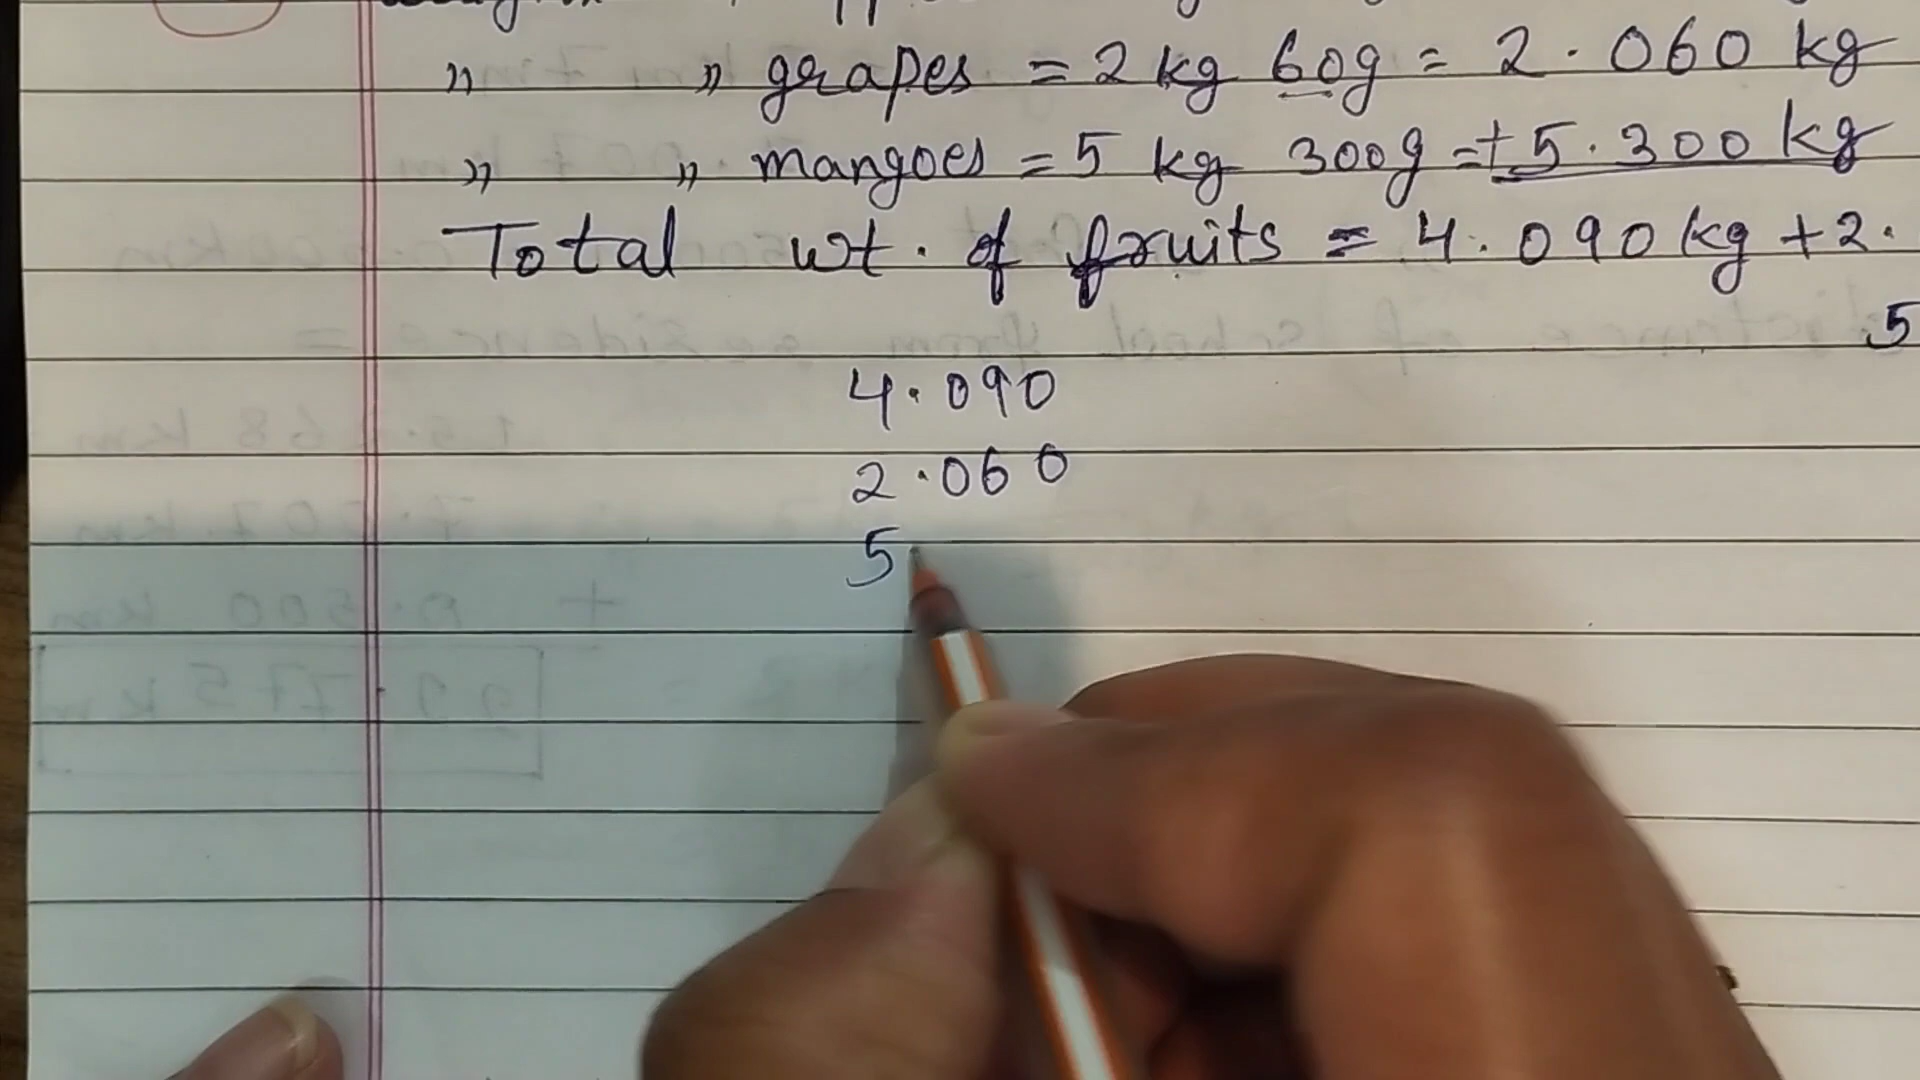 " " grapes = 2 kg 60g = 2.060 kg
" " mangoes = 5 kg 300g = +5.300 kg
Total wt. of fruits = 4.090 kg + 2.
5
4.090
2.060
5